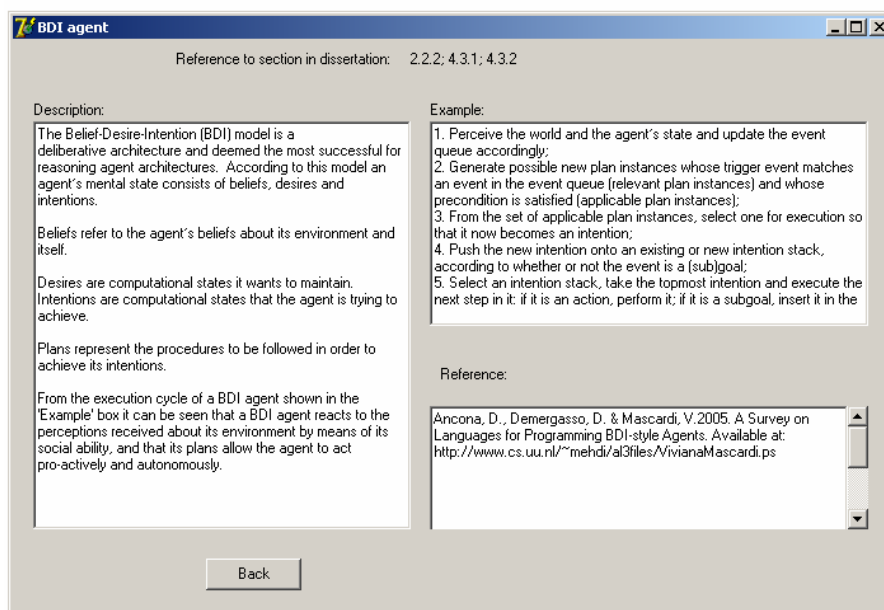 BDI agent
Reference to section in dissertation: 2.2.2; 4.3.1; 4.3.2
Description:
The Belief-Desire-Intention (BDI) model is a
deliberative architecture and deemed the most successful for
reasoning agent architectures. According to this model an
agent´s mental state consists of beliefs, desires and
intentions.
Beliefs refer to the agent´s beliefs about its environment and
itself.
Desires are computational states it wants to maintain.
Intentions are computational states that the agent is trying to
achieve.
Plans represent the procedures to be followed in order to
achieve its intentions.
From the execution cycle of a BDI agent shown in the
'Example' box it can be seen that a BDI agent reacts to the
perceptions received about its environment by means of its
social ability, and that its plans allow the agent to act
pro-actively and autonomously.
Example:
1. Perceive the world and the agent´s state and update the event
queue accordingly;
2. Generate possible new plan instances whose trigger event matches
an event in the event queue (relevant plan instances) and whose
precondition is satisfied (applicable plan instances);
3. From the set of applicable plan instances, select one for execution so
that it now becomes an intention;
4. Push the new intention onto an existing or new intention stack,
according to whether or not the event is a (sub)goal;
5. Select an intention stack, take the topmost intention and execute the
next step in it: if it is an action, perform it; if it is a subgoal, insert it in the
Reference:
Ancona, D., Demergasso, D. & Mascardi, V.2005. A Survey on
Languages for Programming BDI-style Agents. Available at:
http://www.cs.uu.nl/~mehdi/al3files/VivianaMascardi.ps
Back